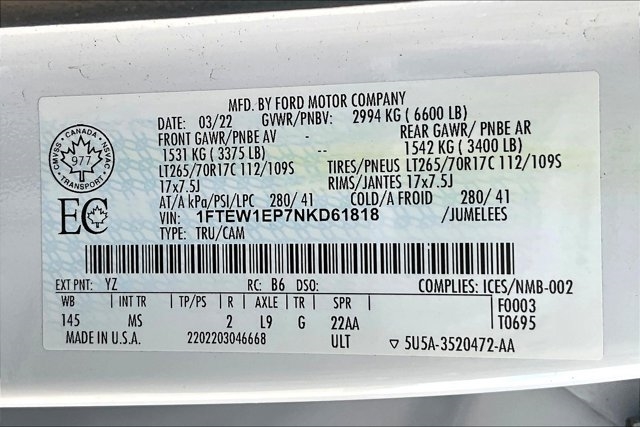 MFD. BY FORD MOTOR COMPANY
DATE: 03/22 GVWR/PNBV: 2994 KG ( 6600 LB)
FRONT GAWR/PNBE AV - REAR GAWR/ PNBE AR
1531 KG ( 3375 LB) 1542 KG ( 3400 LB)
LT265/70R17C 112/109S TIRES/PNEUS LT265/70R17C 112/109S
17x7.5J RIMS/JANTES 17x7.5J
AT/A kPa/PSI/LPC 280/ 41 COLD/A FROID 280/ 41
VIN: 1FTEW1EP7NKD61818 /JUMELEES
TYPE: TRU/CAM
CANADA
CMVSS 977 NSVAC
TRANSPORT
EC
EXT PNT: YZ RC: B6 DSO: COMPLIES: ICES/NMB-002
WB INT TR TP/PS R AXLE TR SPR F0003
145 MS 2 L9 G 22AA T0695
MADE IN U.S.A. 2202203046668 ULT ▽ 5U5A-3520472-AA